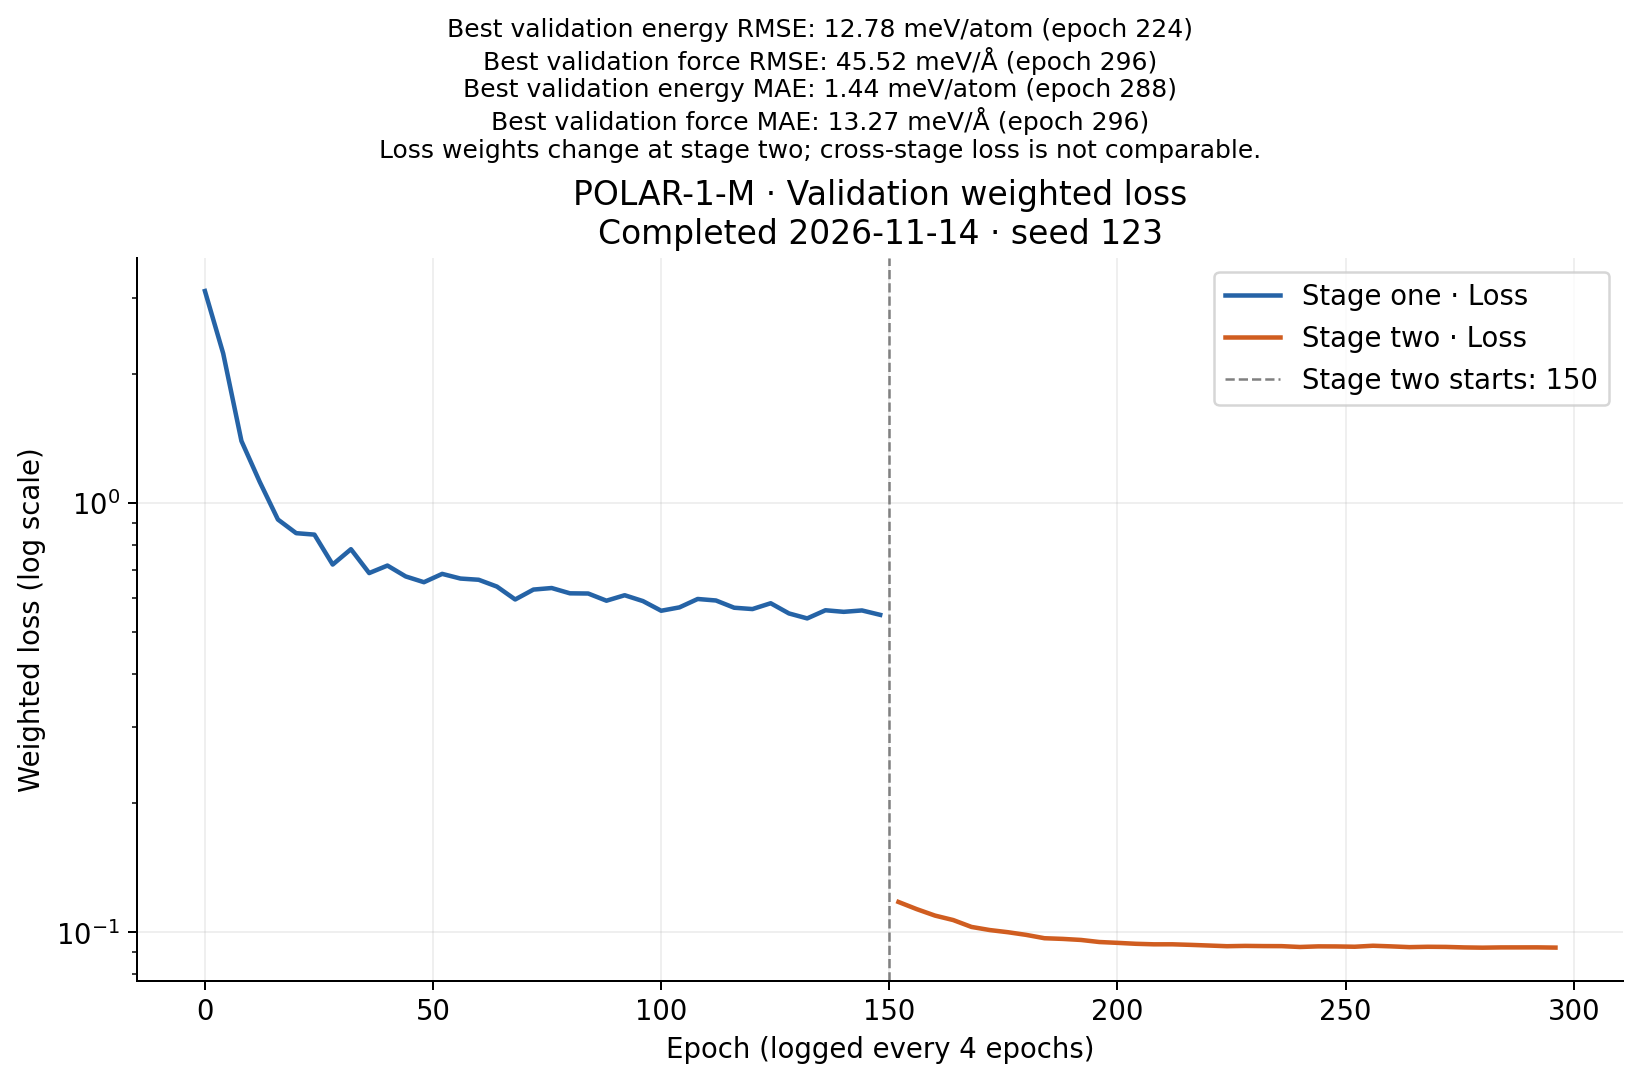 Best validation energy RMSE: 12.78 meV/atom (epoch 224)
Best validation force RMSE: 45.52 meV/Å (epoch 296)
Best validation energy MAE: 1.44 meV/atom (epoch 288)
Best validation force MAE: 13.27 meV/Å (epoch 296)
Loss weights change at stage two; cross-stage loss is not comparable.
POLAR-1-M · Validation weighted loss
Completed 2026-11-14 · seed 123
Stage one · Loss
Stage two · Loss
Stage two starts: 150
Weighted loss (log scale)
10⁰
10⁻¹
0 50 100 150 200 250 300
Epoch (logged every 4 epochs)